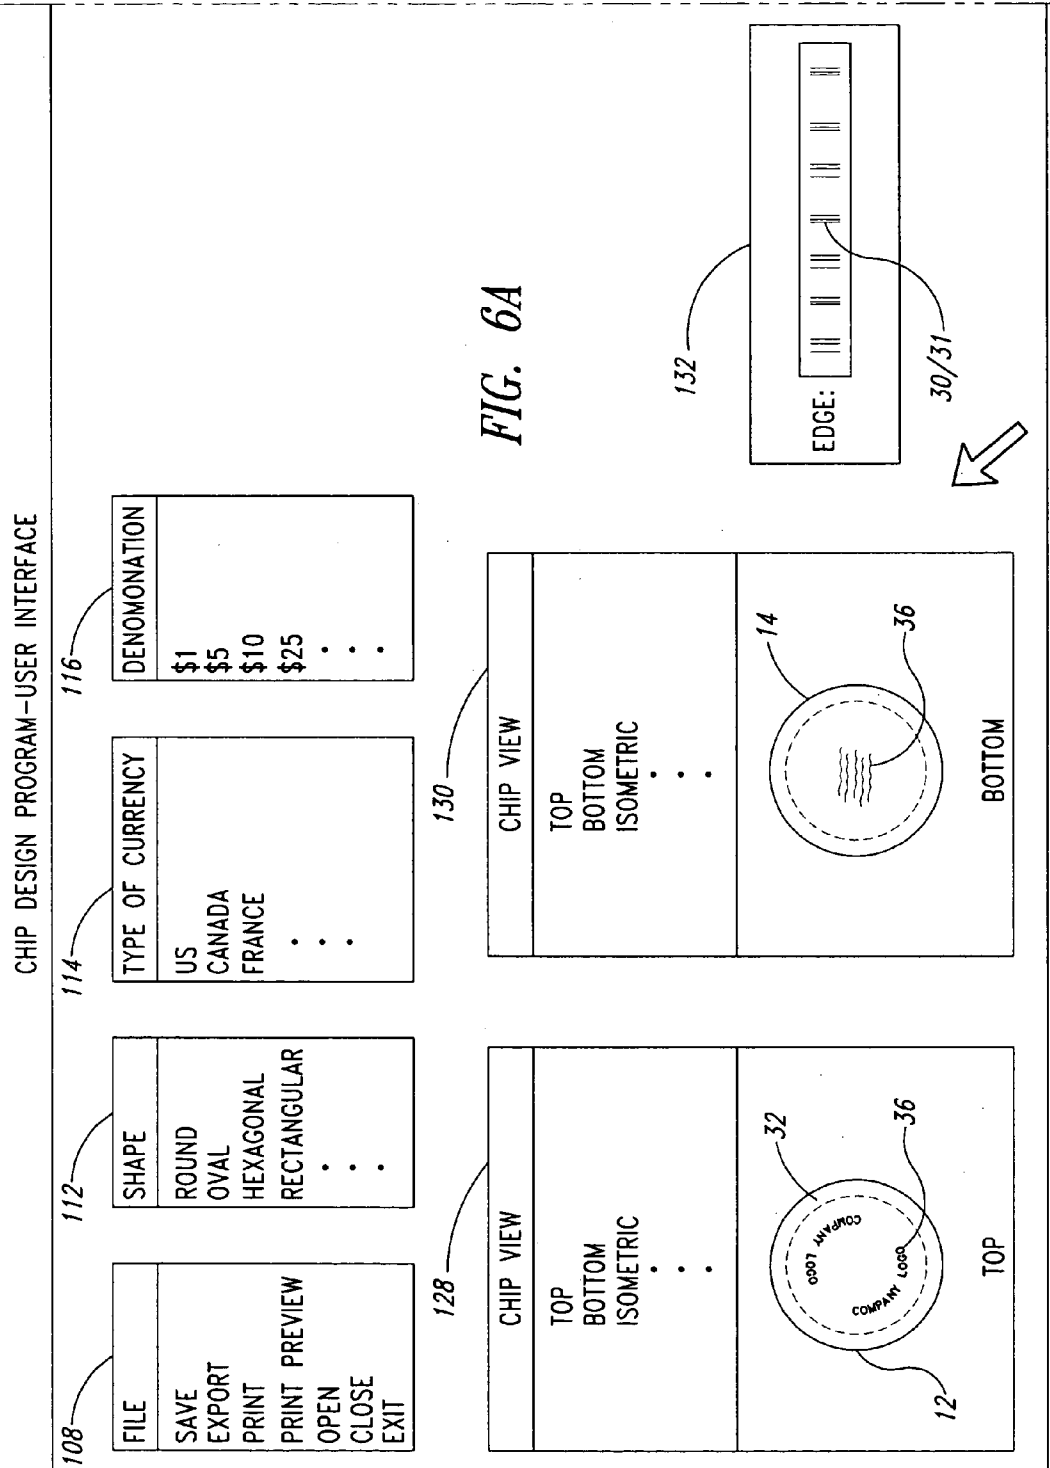 CHIP DESIGN PROGRAM-USER INTERFACE
108
FILE
SAVE
EXPORT
PRINT
PRINT PREVIEW
OPEN
CLOSE
EXIT
112
SHAPE
ROUND
OVAL
HEXAGONAL
RECTANGULAR
114
TYPE OF CURRENCY
US
CANADA
FRANCE
116
DENOMONATION
$1
$5
$10
$25
128
CHIP VIEW
TOP
BOTTOM
ISOMETRIC
COMPANY LOGO
COMPANY LOGO
32
36
12
TOP
130
CHIP VIEW
TOP
BOTTOM
ISOMETRIC
14
36
BOTTOM
FIG. 6A
132
EDGE:
30/31